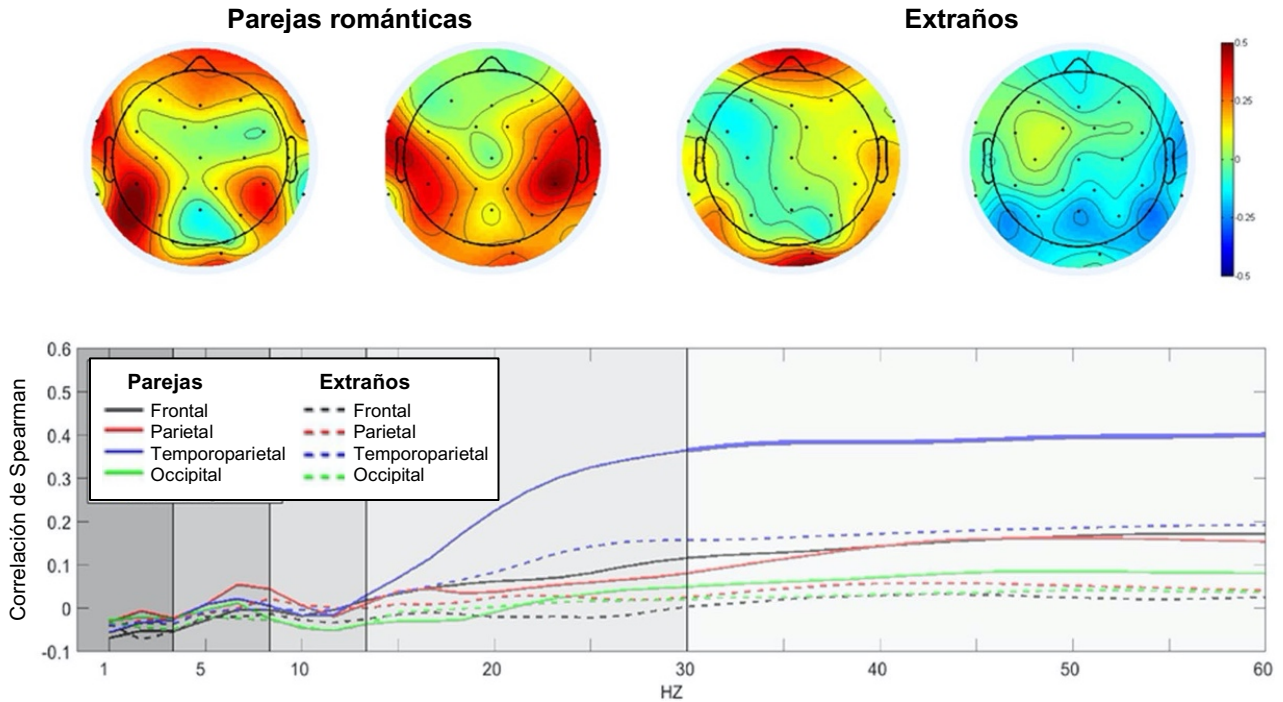 Parejas románticas
Extraños
0.5
0.25
0
-0.25
-0.5
0.6
0.5
0.4
0.3
0.2
0.1
0
-0.1
Correlación de Spearman
Parejas Extraños
Frontal Frontal
Parietal Parietal
Temporoparietal Temporoparietal
Occipital Occipital
1 5 10 20 30 40 50 60
HZ